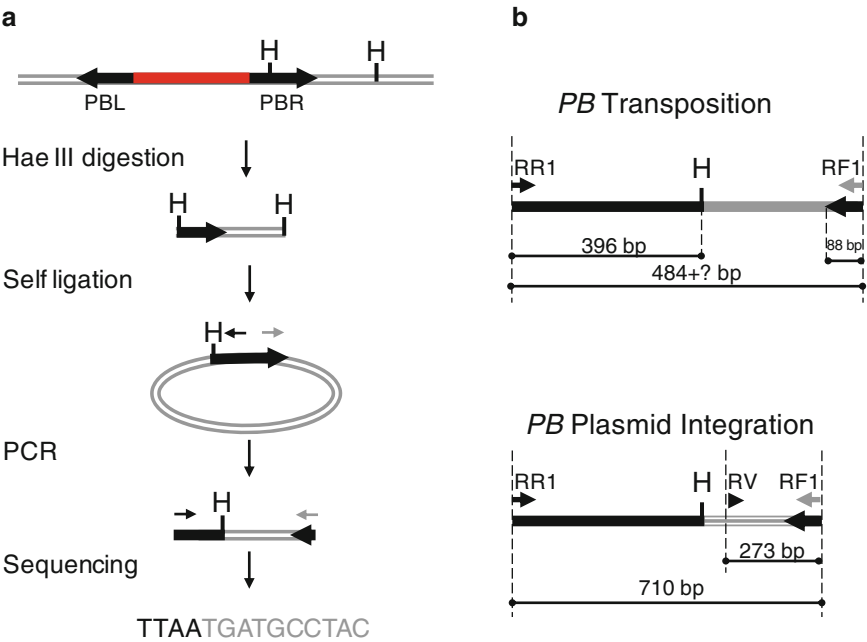 a
H
H
PBL
PBR
Hae III digestion
H
H
Self ligation
H
PCR
H
Sequencing
TTAATGATGCCTAC
b
PB Transposition
RR1
H
RF1
396 bp
88 bp
484+? bp
PB Plasmid Integration
RR1
H
RV
RF1
273 bp
710 bp